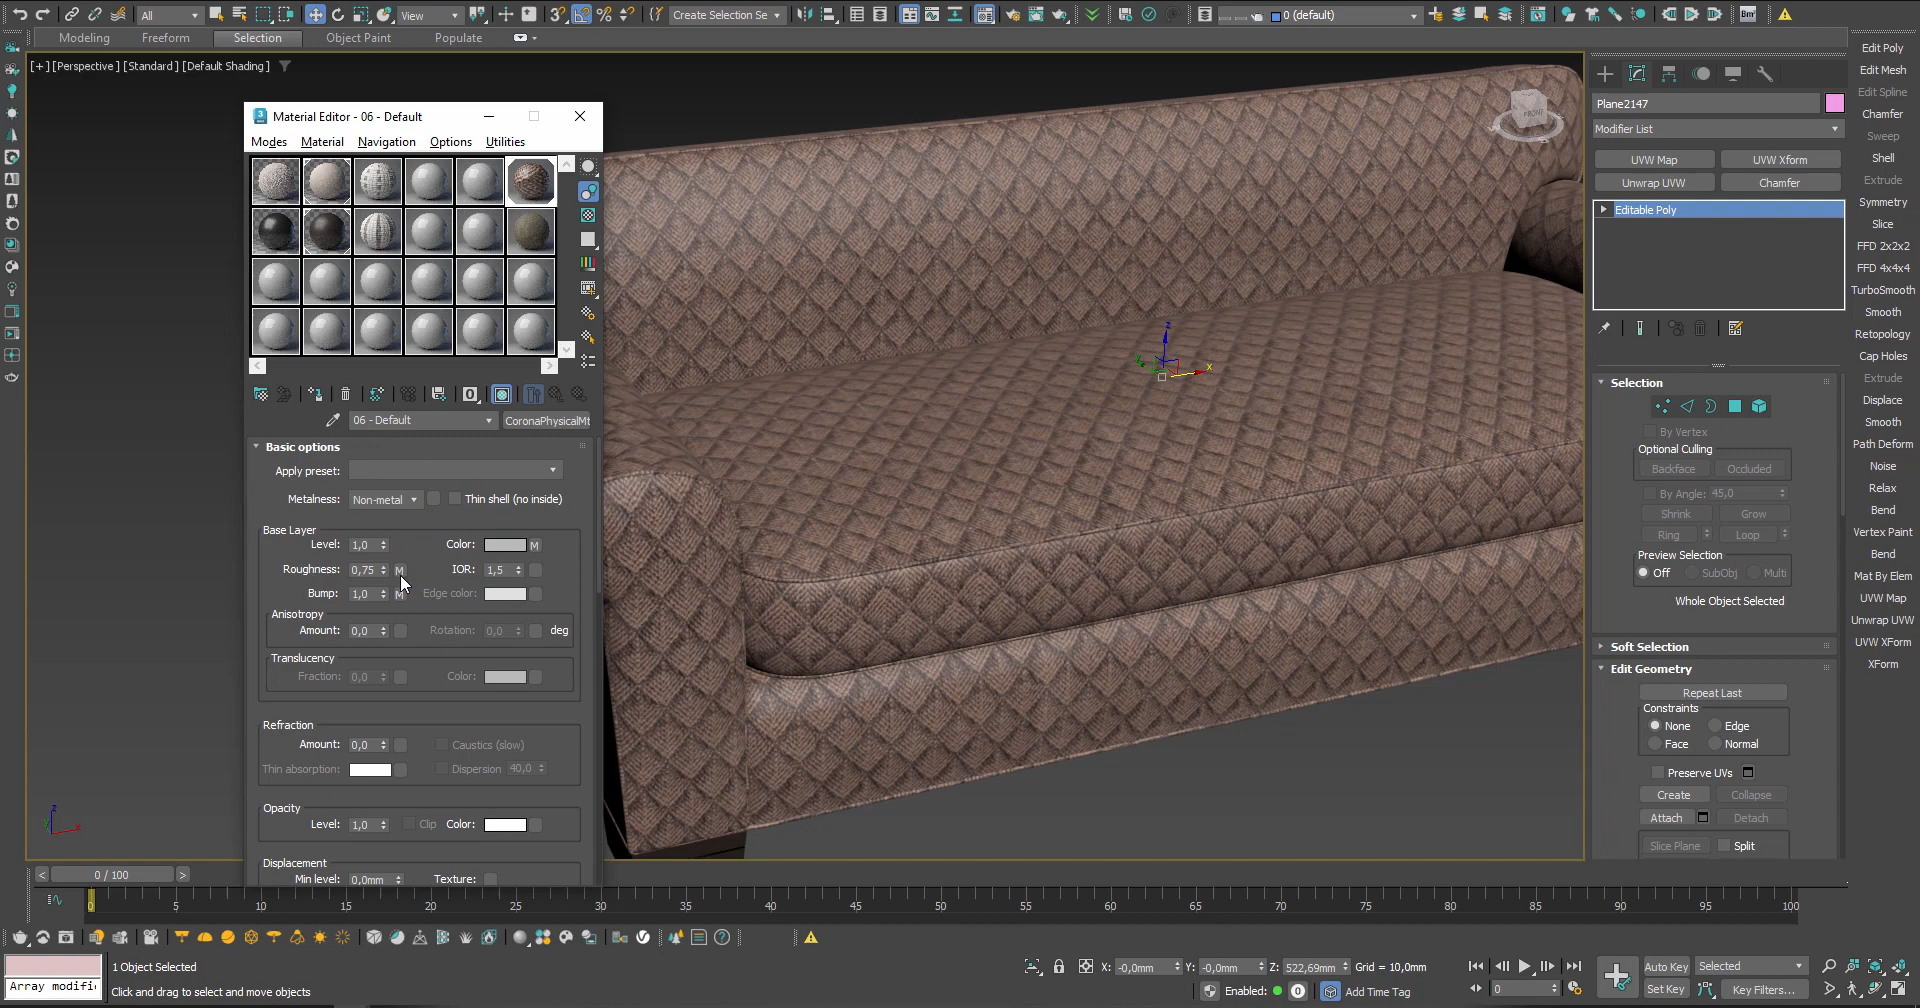 All
View
Create Selection Se
0 (default)
Modeling Freeform Selection Object Paint Populate
[+] [Perspective ] [Standard ] [Default Shading ]
Material Editor - 06 - Default
Modes Material Navigation Options Utilities
06 - Default
CoronaPhysicalMt
Basic options
Apply preset:
Metalness: Non-metal Thin shell (no inside)
Base Layer
Level: 1,0 Color: M
Roughness: 0,75 M IOR: 1,5
Bump: 1,0 M Edge color:
Anisotropy
Amount: 0,0 Rotation: 0,0 deg
Translucency
Fraction: 0,0 Color:
Refraction
Amount: 0,0 Caustics (slow)
Thin absorption: Dispersion 40,0
Opacity
Level: 1,0 Clip Color:
Displacement
Min level: 0,0mm Texture:
FRONT
z
x
Plane2147
Modifier List
UVW Map UVW Xform
Unwrap UVW Chamfer
Editable Poly
Selection
By Vertex
Optional Culling
Backface Occluded
By Angle: 45,0
Shrink Grow
Ring Loop
Preview Selection
Off SubObj Multi
Whole Object Selected
Soft Selection
Edit Geometry
Repeat Last
Constraints
None Edge
Face Normal
Preserve UVs
Create Collapse
Attach Detach
Slice Plane Split
Edit Poly
Edit Mesh
Edit Spline
Chamfer
Sweep
Shell
Extrude
Symmetry
Slice
FFD 2x2x2
FFD 4x4x4
TurboSmooth
Smooth
Retopology
Cap Holes
Extrude
Displace
Smooth
Path Deform
Noise
Relax
Bend
Vertex Paint
Bend
Mat By Elem
UVW Map
Unwrap UVW
UVW XForm
XForm
z
x
0 / 100
0 5 10 15 20 25 30 35 40 45 50 55 60 65 70 75 80 85 90 95 100
Array modifi
1 Object Selected
Click and drag to select and move objects
X: -0,0mm Y: -0,0mm Z: 522,69mm Grid = 10,0mm
Enabled: 0 Add Time Tag
0
Auto Key Selected
Set Key Key Filters...